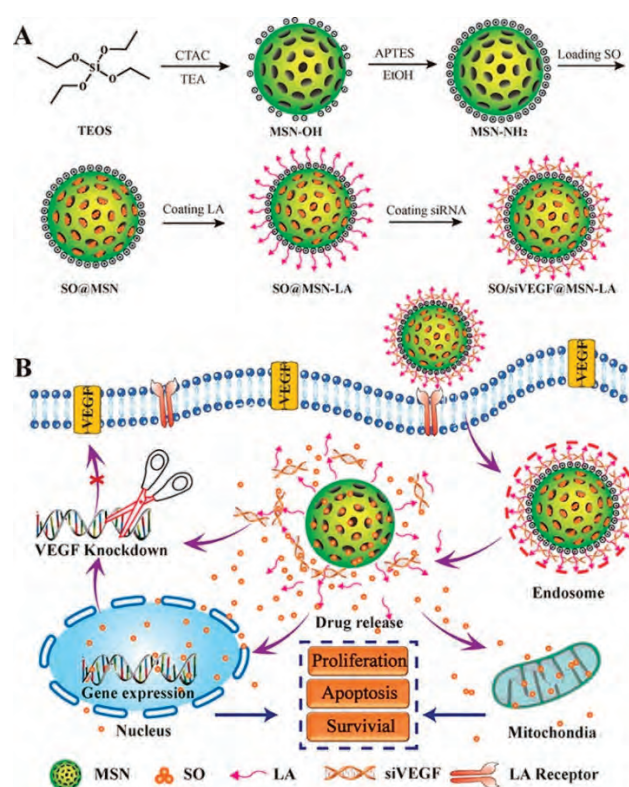 A
CTAC
TEA
APTES
EtOH
Loading SO
TEOS
MSN-OH
MSN-NH₂
Si
O
O
O
O
Coating LA
Coating siRNA
SO@MSN
SO@MSN-LA
SO/siVEGF@MSN-LA
B
VEGF
VEGF
VEGF
VEGF Knockdown
Endosome
Drug release
Gene expression
Nucleus
Proliferation
Apoptosis
Survivial
Mitochondia
MSN SO LA siVEGF LA Receptor